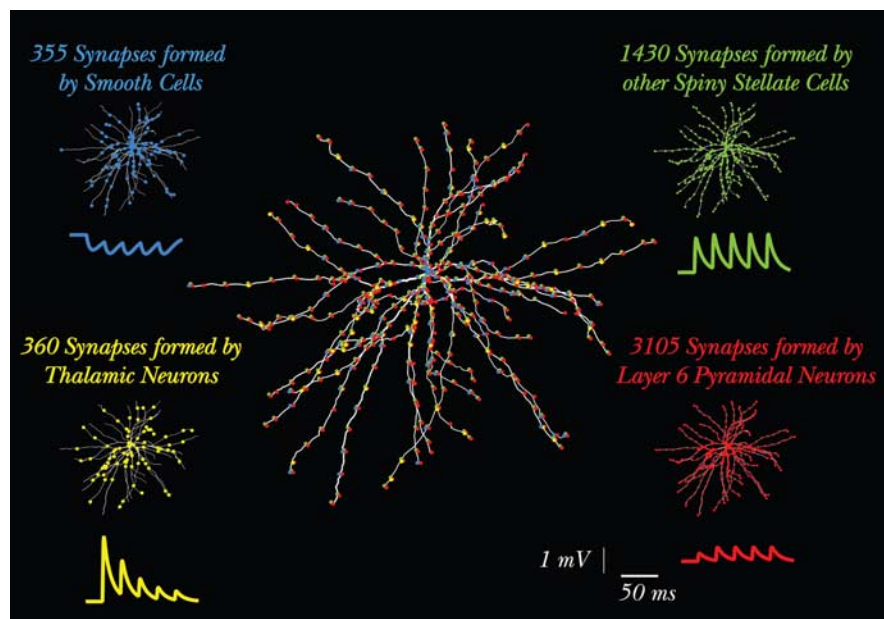 355 Synapses formed
by Smooth Cells
1430 Synapses formed by
other Spiny Stellate Cells
360 Synapses formed by
Thalamic Neurons
3105 Synapses formed by
Layer 6 Pyramidal Neurons
1 mV
50 ms